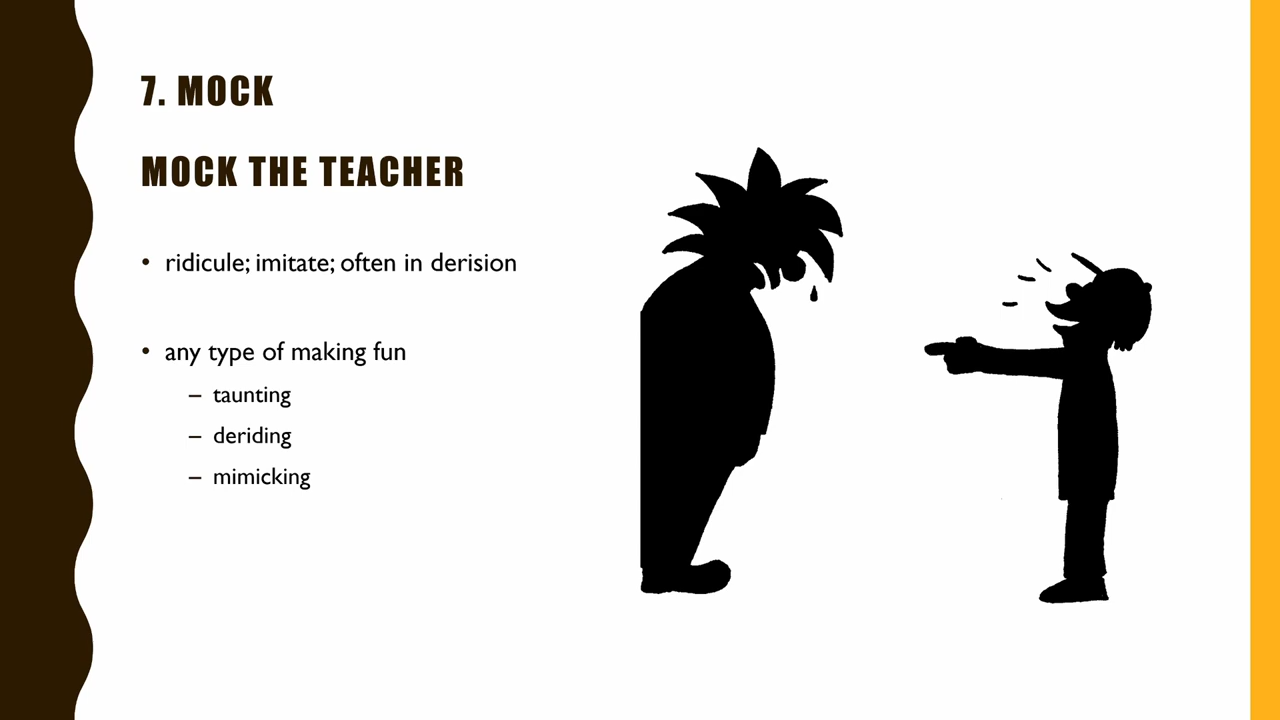 7. MOCK
MOCK THE TEACHER
• ridicule; imitate; often in derision
• any type of making fun
– taunting
– deriding
– mimicking